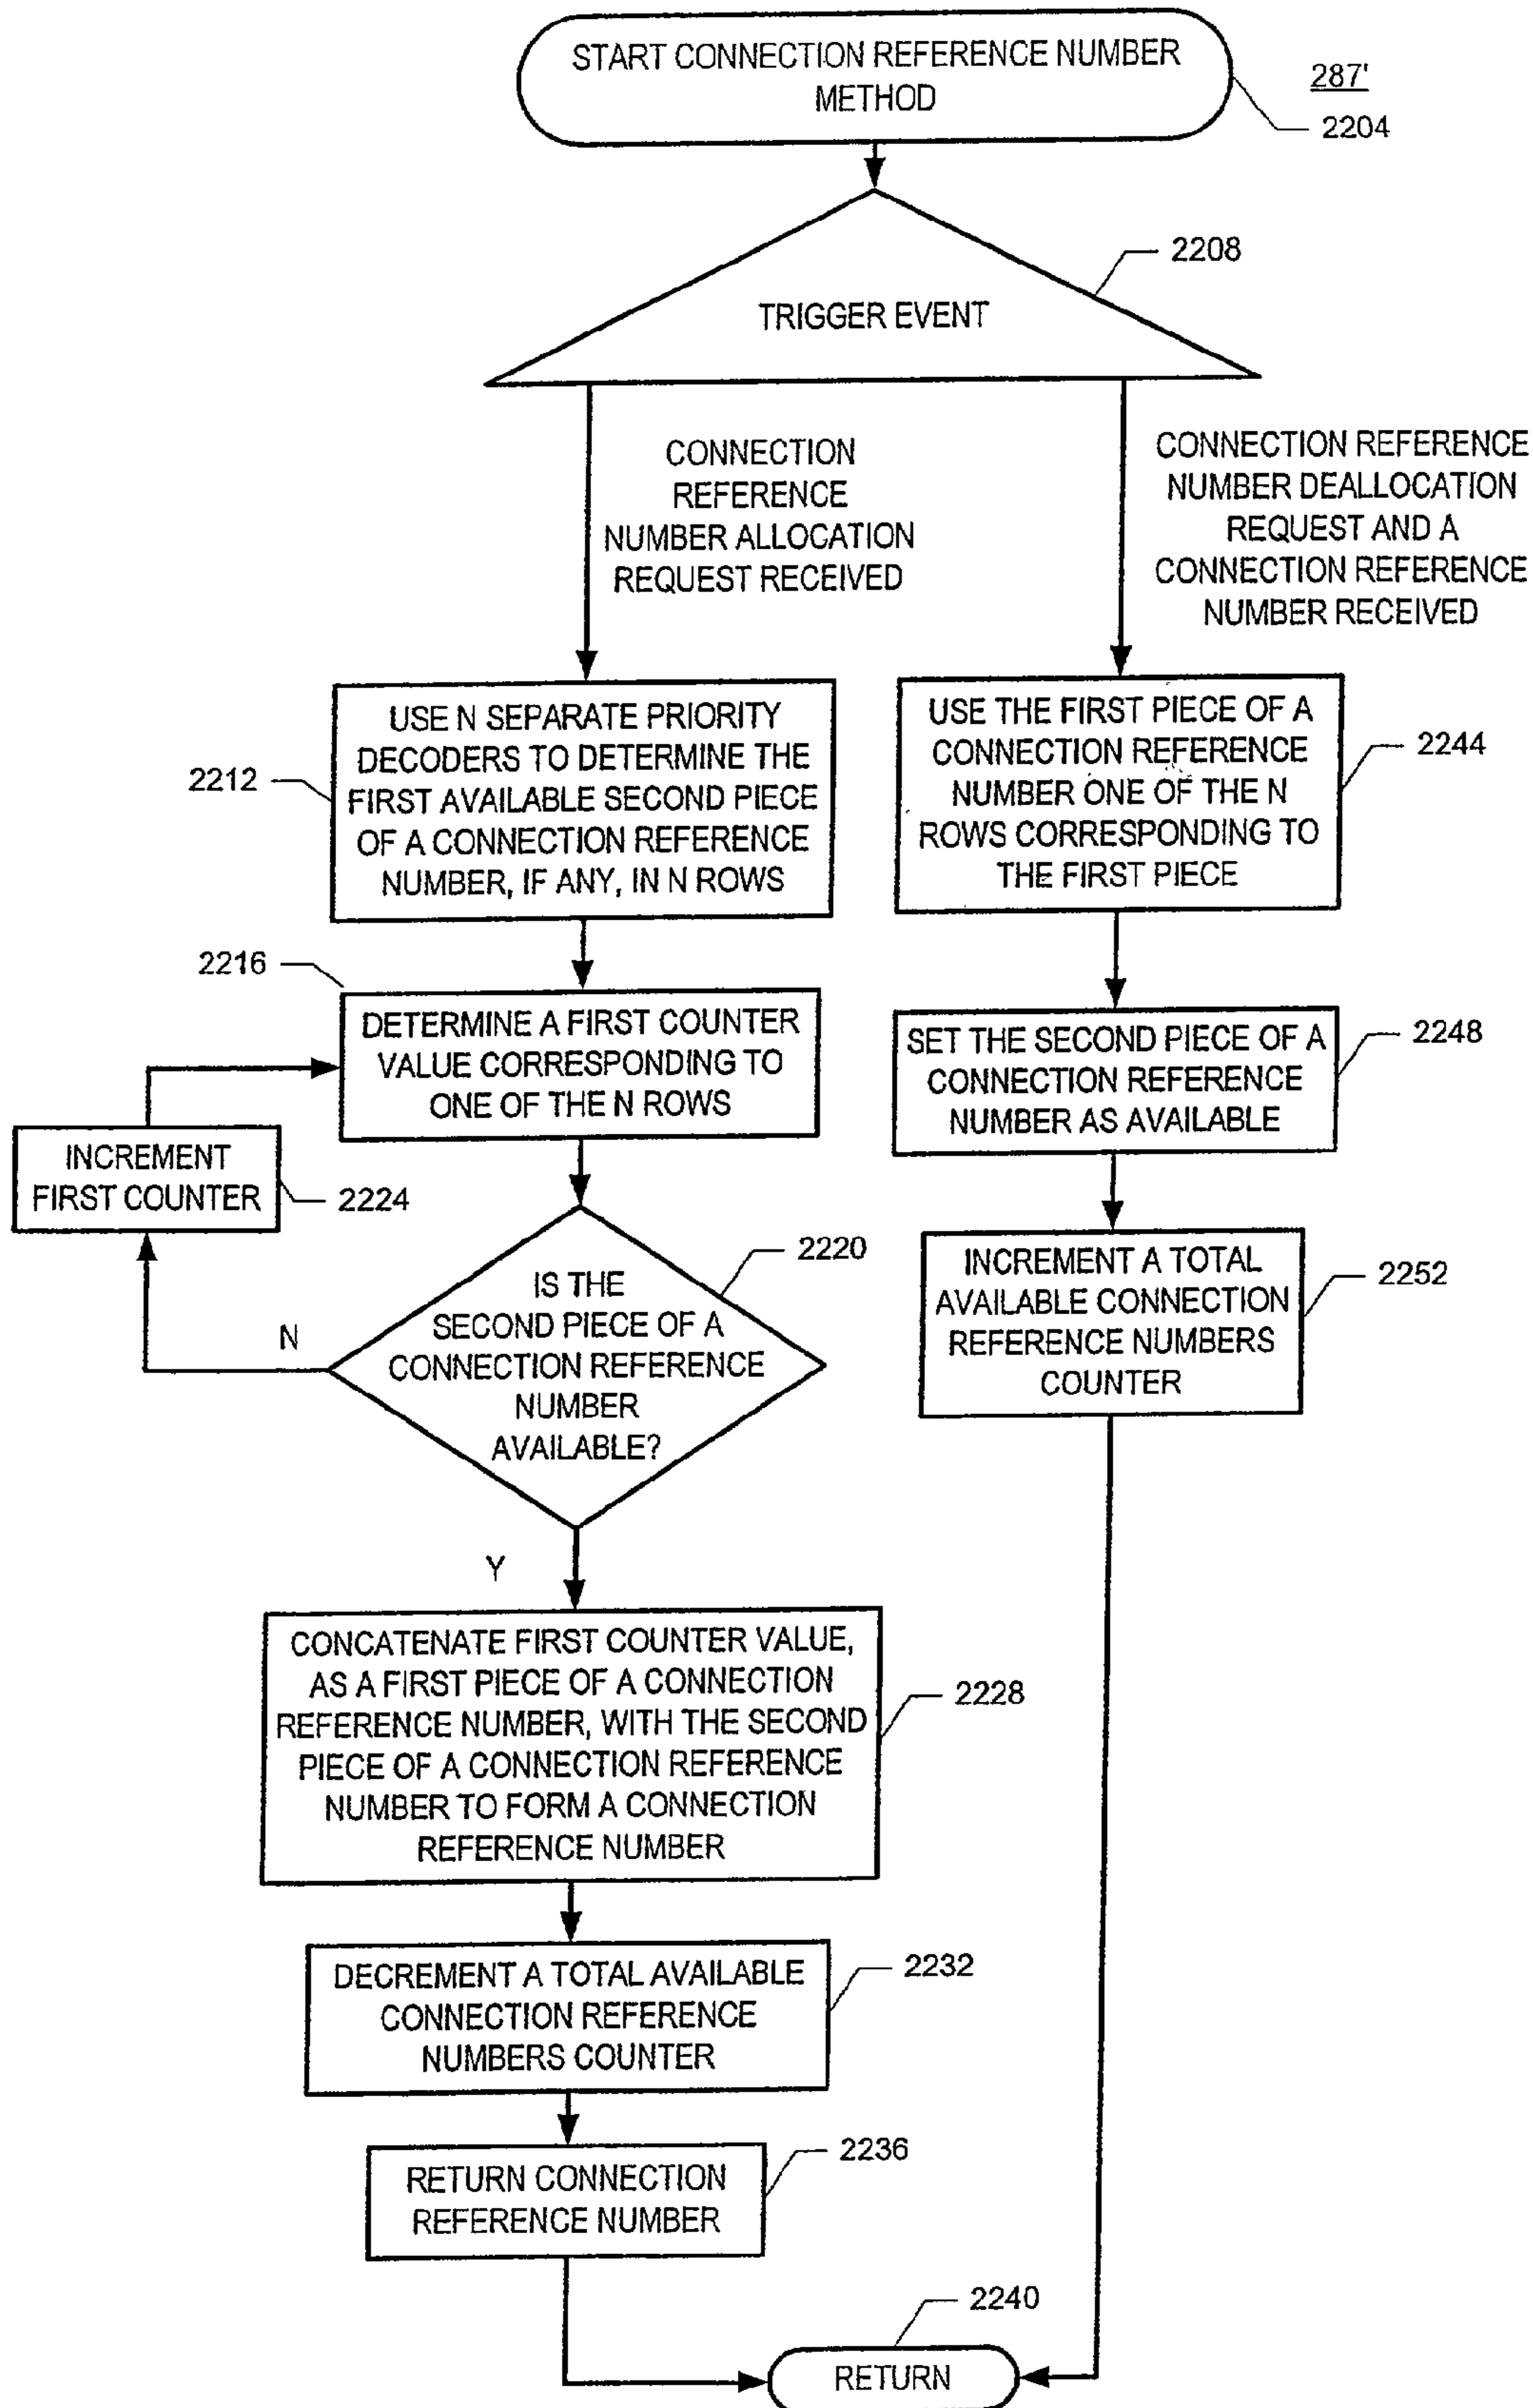 START CONNECTION REFERENCE NUMBER
METHOD
287'
2204
2208
TRIGGER EVENT
CONNECTION
REFERENCE
NUMBER ALLOCATION
REQUEST RECEIVED
CONNECTION REFERENCE
NUMBER DEALLOCATION
REQUEST AND A
CONNECTION REFERENCE
NUMBER RECEIVED
2212
USE N SEPARATE PRIORITY
DECODERS TO DETERMINE THE
FIRST AVAILABLE SECOND PIECE
OF A CONNECTION REFERENCE
NUMBER, IF ANY, IN N ROWS
USE THE FIRST PIECE OF A
CONNECTION REFERENCE
NUMBER ONE OF THE N
ROWS CORRESPONDING TO
THE FIRST PIECE
2244
2216
DETERMINE A FIRST COUNTER
VALUE CORRESPONDING TO
ONE OF THE N ROWS
SET THE SECOND PIECE OF A
CONNECTION REFERENCE
NUMBER AS AVAILABLE
2248
INCREMENT
FIRST COUNTER
2224
2220
IS THE
SECOND PIECE OF A
CONNECTION REFERENCE
NUMBER
AVAILABLE?
N
INCREMENT A TOTAL
AVAILABLE CONNECTION
REFERENCE NUMBERS
COUNTER
2252
Y
CONCATENATE FIRST COUNTER VALUE,
AS A FIRST PIECE OF A CONNECTION
REFERENCE NUMBER, WITH THE SECOND
PIECE OF A CONNECTION REFERENCE
NUMBER TO FORM A CONNECTION
REFERENCE NUMBER
2228
DECREMENT A TOTAL AVAILABLE
CONNECTION REFERENCE
NUMBERS COUNTER
2232
RETURN CONNECTION
REFERENCE NUMBER
2236
2240
RETURN